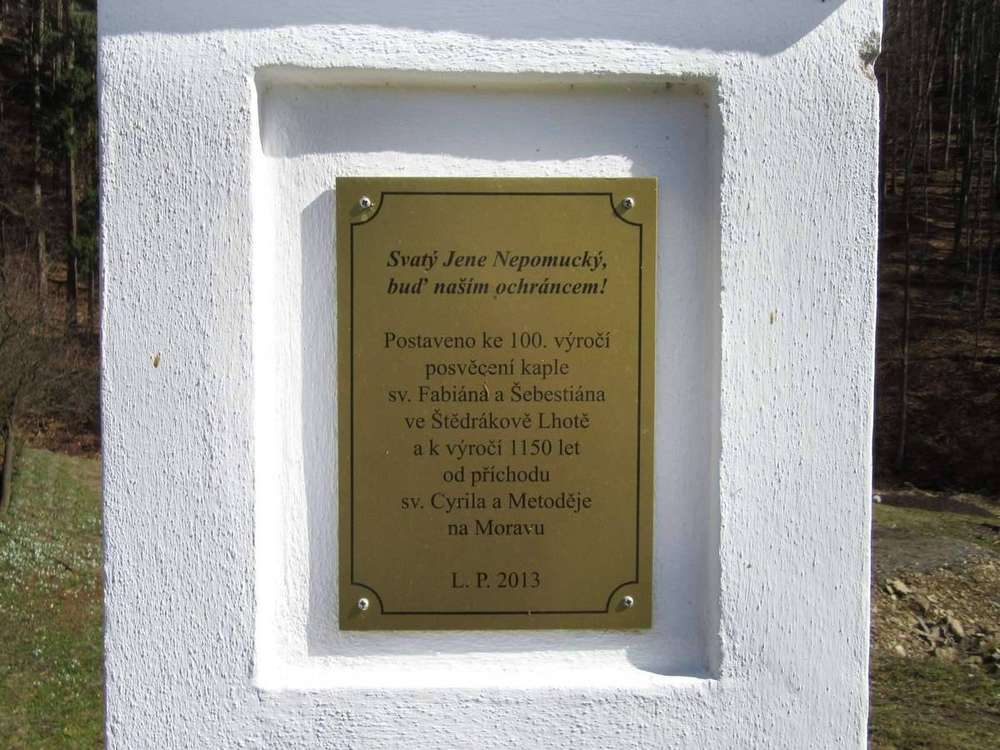 Svatý Jene Nepomucký,
buď naším ochráncem!
Postaveno ke 100. výročí
posvěcení kaple
sv. Fabiána a Šebestiána
ve Štědrákově Lhotě
a k výročí 1150 let
od příchodu
sv. Cyrila a Metoděje
na Moravu
L. P. 2013